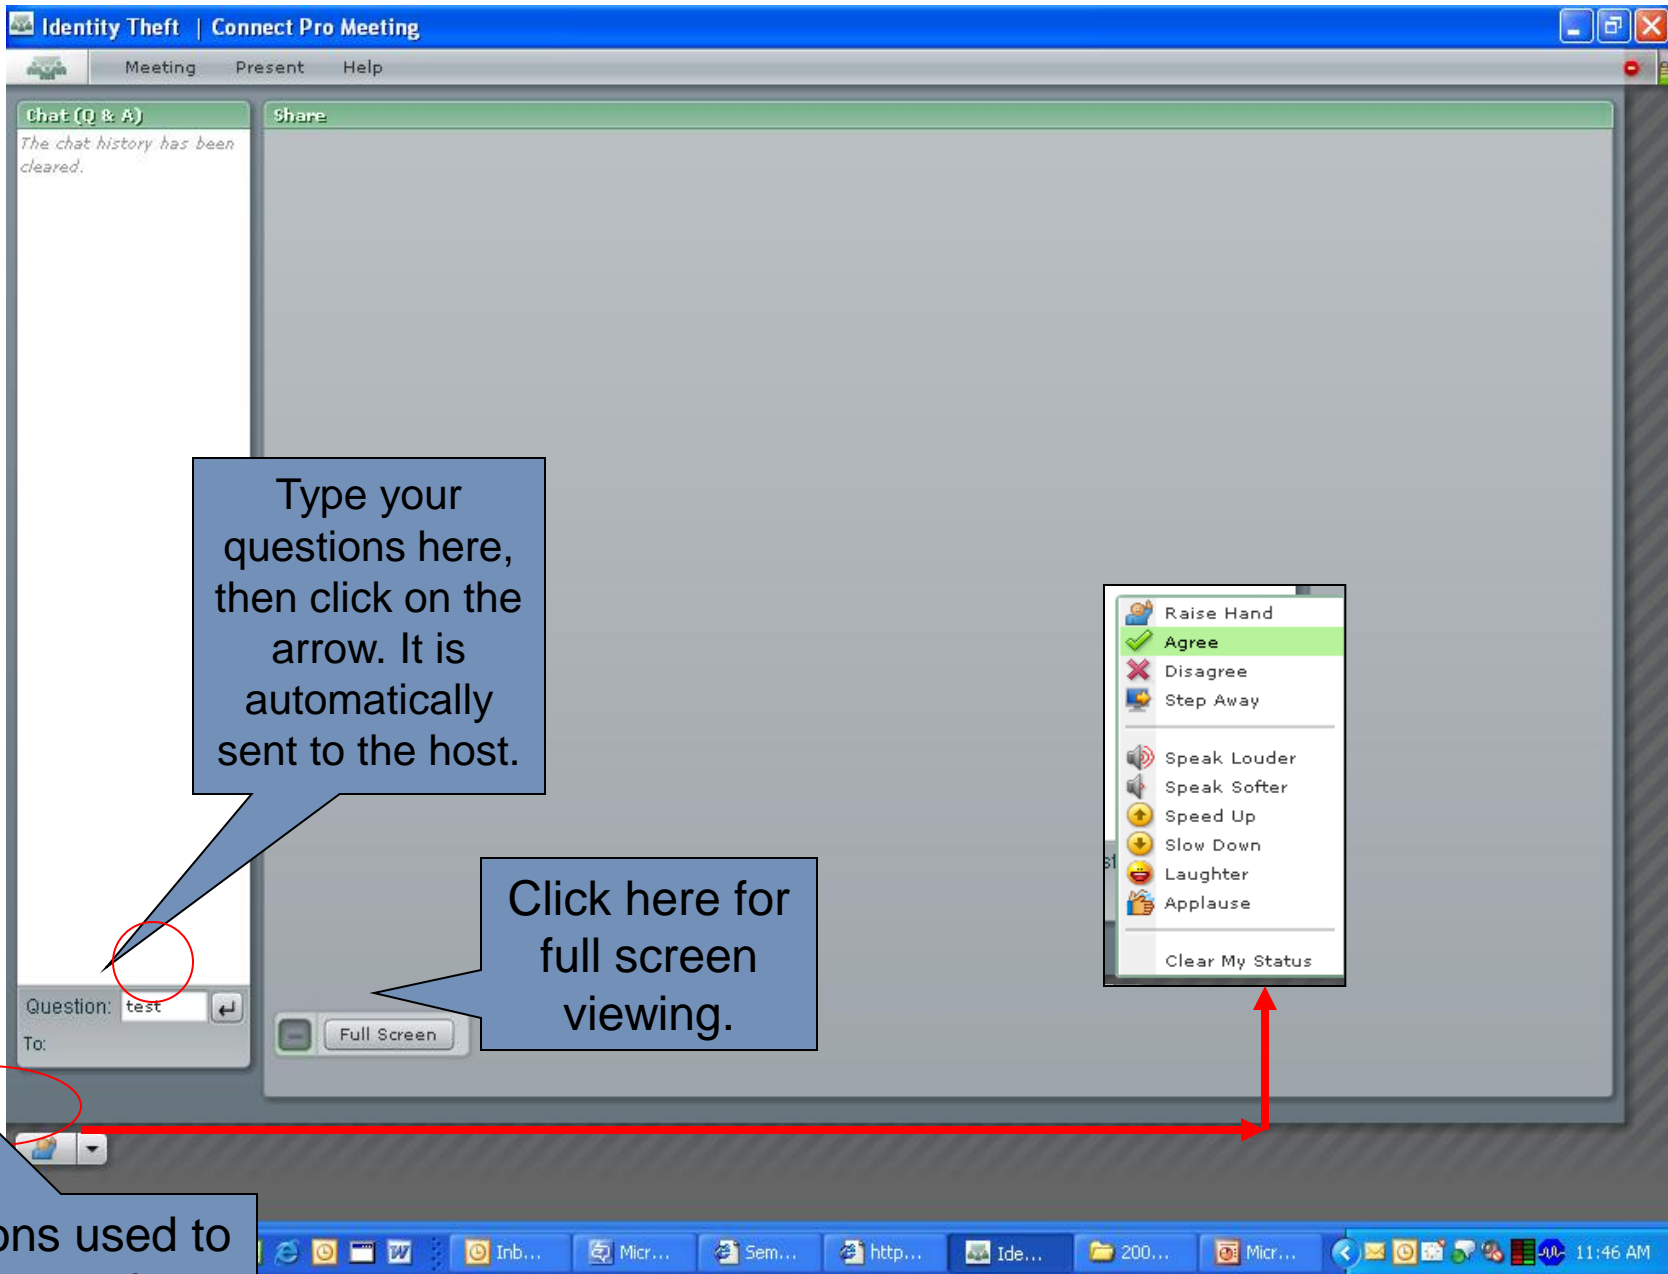 Identity Theft | Connect Pro Meeting
Meeting Present Help
Chat (Q & A)
The chat history has been
cleared.
Share
Type your
questions here,
then click on the
arrow. It is
automatically
sent to the host.
Raise Hand
Agree
Disagree
Step Away
Speak Louder
Speak Softer
Speed Up
Slow Down
Laughter
Applause
Clear My Status
Click here for
full screen
viewing.
Question: test
To:
Full Screen
used to
Inb... Micr... Sem... http... Ide... 200... Micr... 11:46 AM